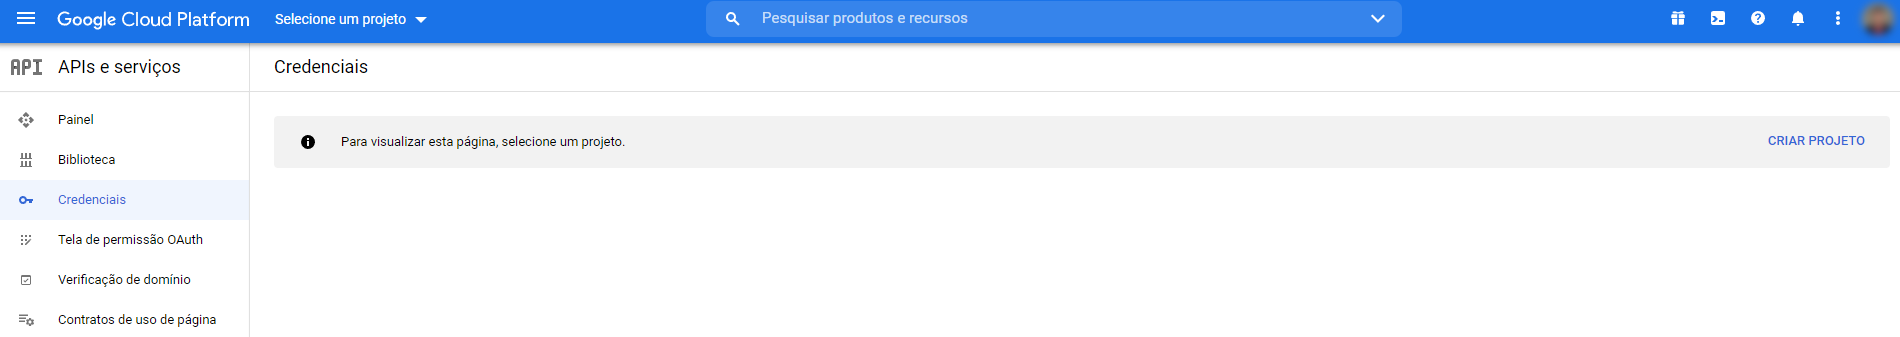 Google Cloud Platform Selecione um projeto Pesquisar produtos e recursos
API APIs e serviços Credenciais
Painel
Para visualizar esta página, selecione um projeto. CRIAR PROJETO
Biblioteca
Credenciais
Tela de permissão OAuth
Verificação de domínio
Contratos de uso de página